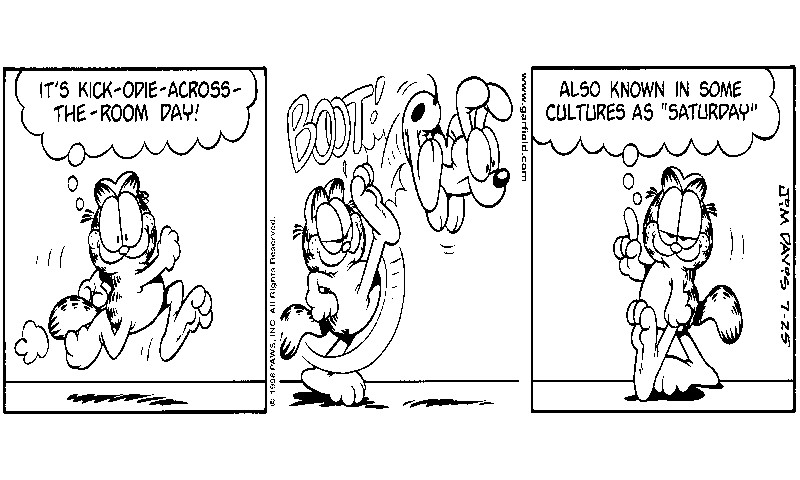 IT'S KICK-ODIE-ACROSS-
THE-ROOM DAY!
BOOT!
© 1998 PAWS, INC. All Rights Reserved.
www.garfield.com
ALSO KNOWN IN SOME
CULTURES AS "SATURDAY"
JIM DAVIS 7-25